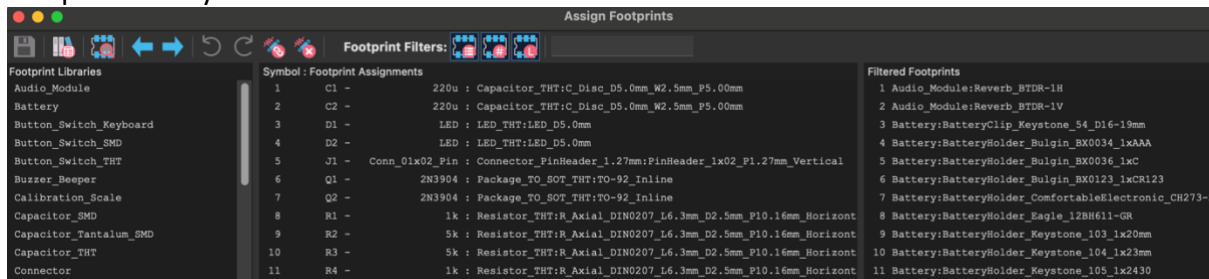 Assign Footprints
Footprint Filters:
Footprint Libraries
Audio_Module
Battery
Button_Switch_Keyboard
Button_Switch_SMD
Button_Switch_THT
Buzzer_Beeper
Calibration_Scale
Capacitor_SMD
Capacitor_Tantalum_SMD
Capacitor_THT
Connector
Symbol : Footprint Assignments
1 C1 - 220u : Capacitor_THT:C_Disc_D5.0mm_W2.5mm_P5.00mm
2 C2 - 220u : Capacitor_THT:C_Disc_D5.0mm_W2.5mm_P5.00mm
3 D1 - LED : LED_THT:LED_D5.0mm
4 D2 - LED : LED_THT:LED_D5.0mm
5 J1 - Conn_01x02_Pin : Connector_PinHeader_1.27mm:PinHeader_1x02_P1.27mm_Vertical
6 Q1 - 2N3904 : Package_TO_SOT_THT:TO-92_Inline
7 Q2 - 2N3904 : Package_TO_SOT_THT:TO-92_Inline
8 R1 - 1k : Resistor_THT:R_Axial_DIN0207_L6.3mm_D2.5mm_P10.16mm_Horizont
9 R2 - 5k : Resistor_THT:R_Axial_DIN0207_L6.3mm_D2.5mm_P10.16mm_Horizont
10 R3 - 5k : Resistor_THT:R_Axial_DIN0207_L6.3mm_D2.5mm_P10.16mm_Horizont
11 R4 - 1k : Resistor_THT:R_Axial_DIN0207_L6.3mm_D2.5mm_P10.16mm_Horizont
Filtered Footprints
1 Audio_Module:Reverb_BTDR-1H
2 Audio_Module:Reverb_BTDR-1V
3 Battery:BatteryClip_Keystone_54_D16-19mm
4 Battery:BatteryHolder_Bulgin_BX0034_1xAAA
5 Battery:BatteryHolder_Bulgin_BX0036_1xC
6 Battery:BatteryHolder_Bulgin_BX0123_1xCR123
7 Battery:BatteryHolder_ComfortableElectronic_CH273-
8 Battery:BatteryHolder_Eagle_12BH611-GR
9 Battery:BatteryHolder_Keystone_103_1x20mm
10 Battery:BatteryHolder_Keystone_104_1x23mm
11 Battery:BatteryHolder_Keystone_105_1x2430